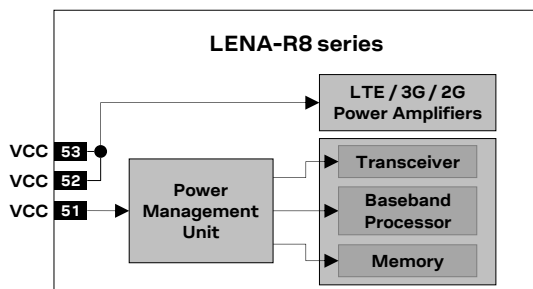 LENA-R8 series
LTE / 3G / 2G
Power Amplifiers
VCC 53
VCC 52
VCC 51
Power
Management
Unit
Transceiver
Baseband
Processor
Memory